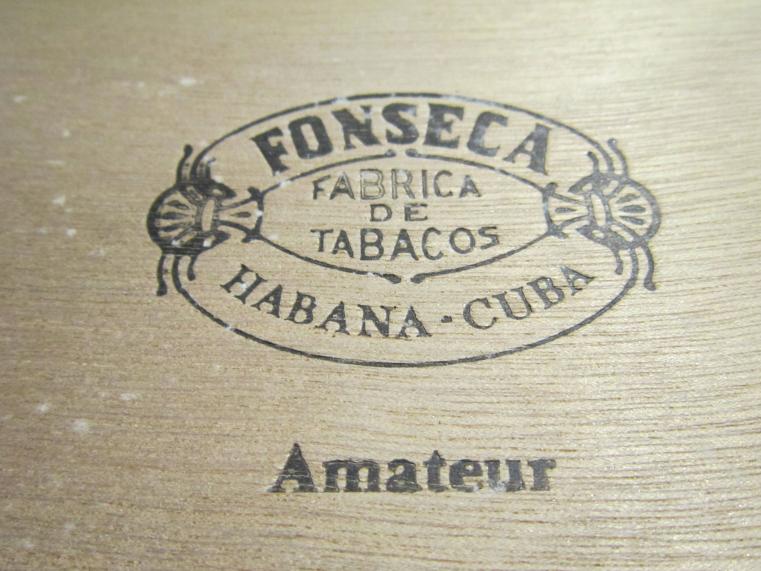 FONSECA
FABRICA
DE
TABACOS
HABANA-CUBA
Amateur